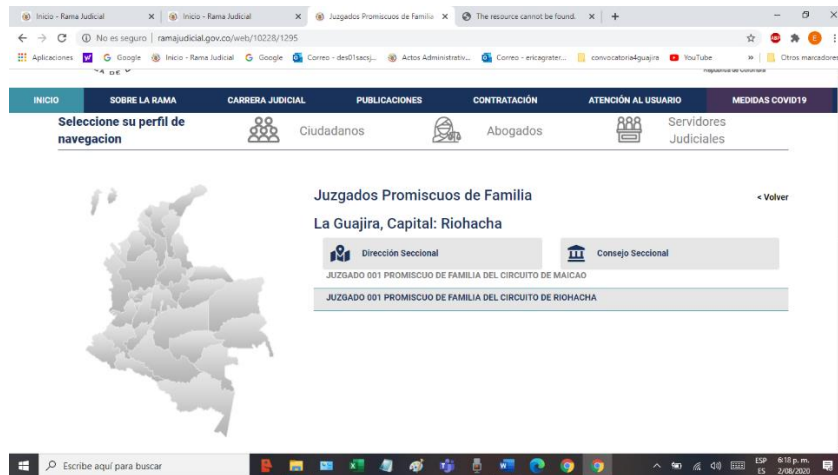 Inicio - Rama Judicial
Inicio - Rama Judicial
Juzgados Promiscuos de Familia
The resource cannot be found.
No es seguro | ramajudicial.gov.co/web/10228/1295
Aplicaciones
Google
Inicio - Rama Judicial
Google
Correo - des01sacsj...
Actos Administrativ...
Correo - ericagrater...
convocatoria4guajira
YouTube
»
Otros marcadores
República de Colombia
INICIO
SOBRE LA RAMA
CARRERA JUDICIAL
PUBLICACIONES
CONTRATACIÓN
ATENCIÓN AL USUARIO
MEDIDAS COVID19
Seleccione su perfil de
navegacion
Ciudadanos
Abogados
Servidores
Judiciales
Juzgados Promiscuos de Familia
< Volver
La Guajira, Capital: Riohacha
Dirección Seccional
Consejo Seccional
JUZGADO 001 PROMISCUO DE FAMILIA DEL CIRCUITO DE MAICAO
JUZGADO 001 PROMISCUO DE FAMILIA DEL CIRCUITO DE RIOHACHA
Escribe aquí para buscar
ESP
ES
6:18 p. m.
2/08/2020